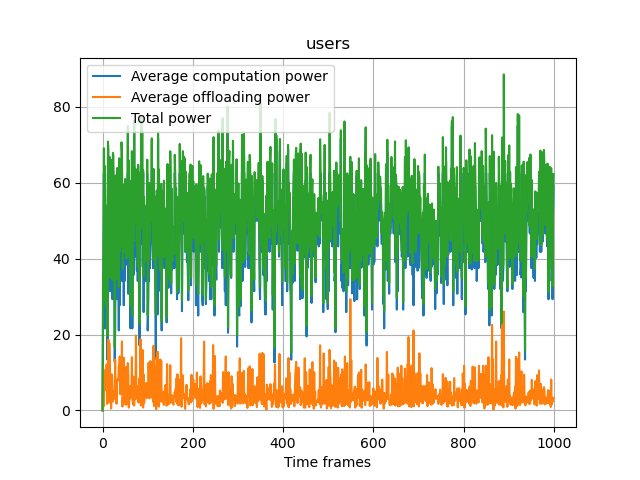 users
Average computation power
Average offloading power
Total power
80
60
40
20
0
0 200 400 600 800 1000
Time frames